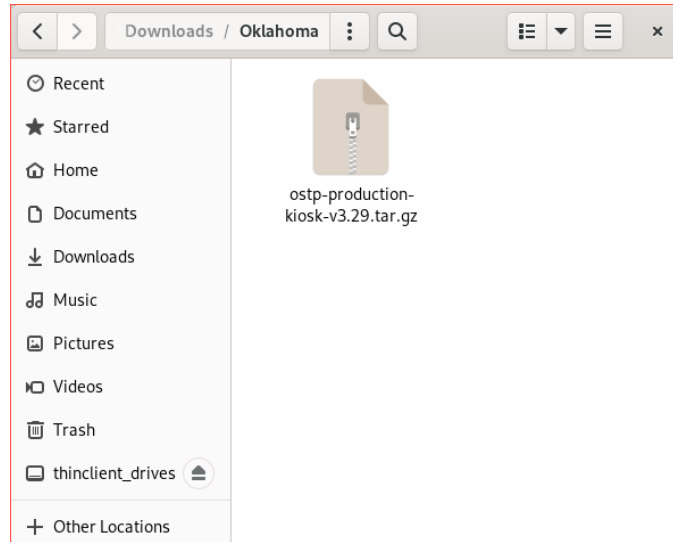 Downloads / Oklahoma
Recent
Starred
Home
Documents
Downloads
Music
Pictures
Videos
Trash
thinclient_drives
Other Locations
ostp-production-
kiosk-v3.29.tar.gz